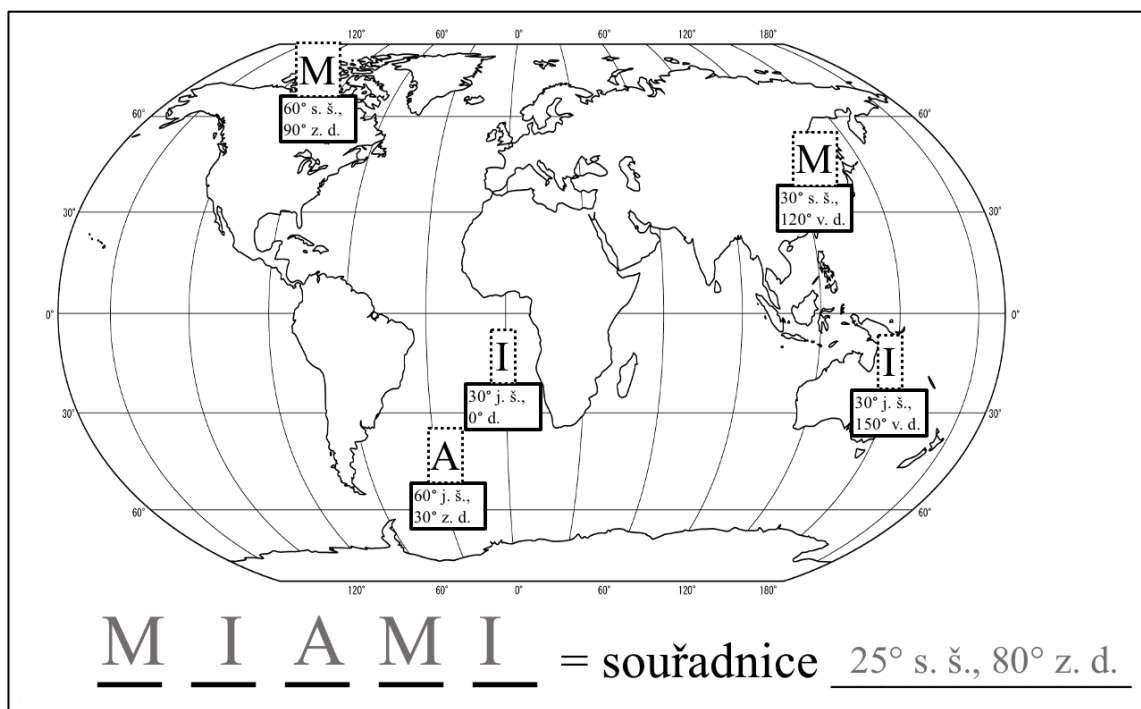 120° 60° 0° 60° 120° 180°
M
60° s. š.,
90° z. d.
60° 60°
M
30° s. š.,
120° v. d.
30° 30°
0° 0°
I
30° j. š.,
0° d.
I
30° j. š.,
150° v. d.
30° 30°
A
60° j. š.,
30° z. d.
60° 60°
120° 60° 0° 60° 120° 180°
M I A M I = souřadnice 25° s. š., 80° z. d.